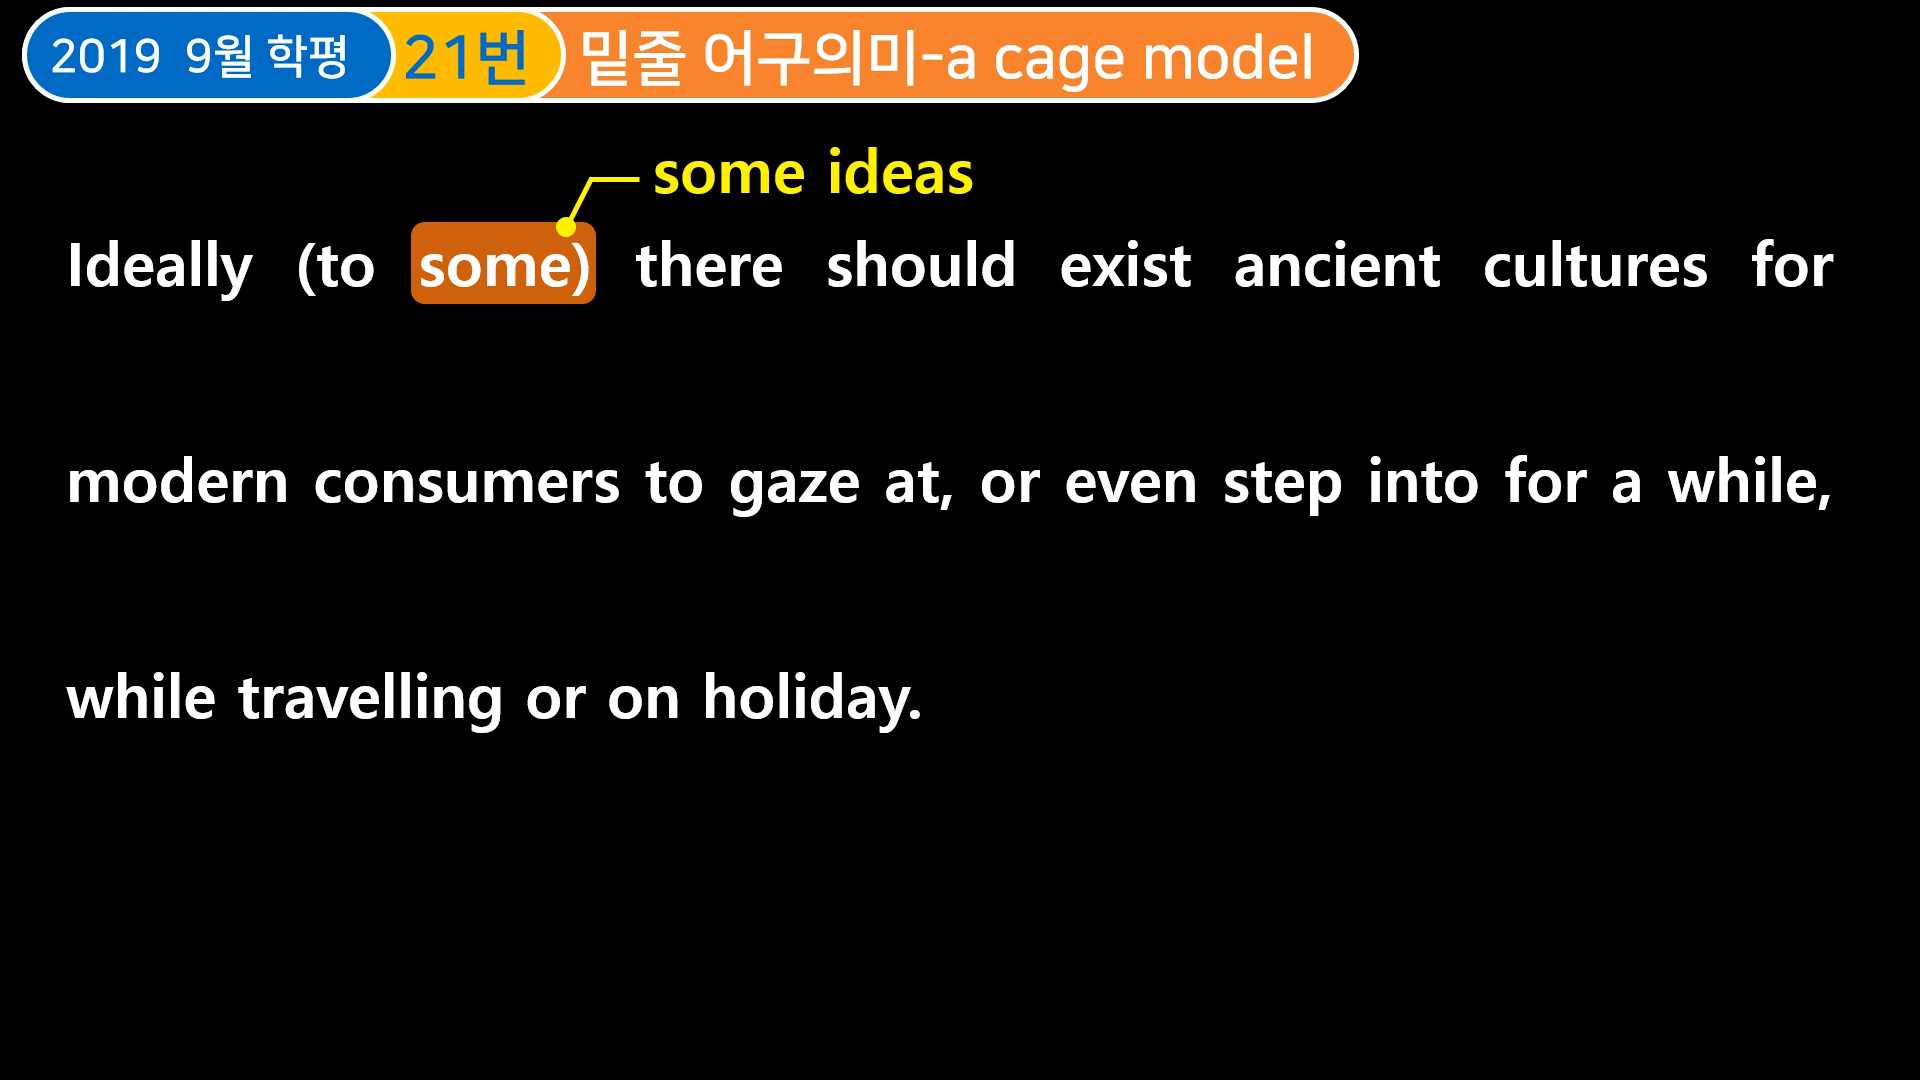 2019 9월 학평 21번 밑줄 어구의미-a cage model
some ideas
Ideally (to some) there should exist ancient cultures for
modern consumers to gaze at, or even step into for a while,
while travelling or on holiday.